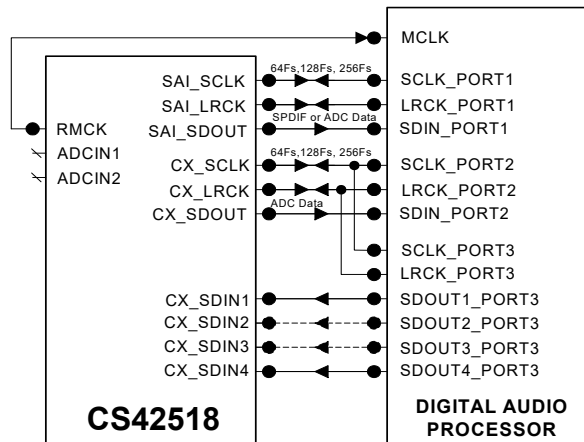 MCLK
64Fs,128Fs, 256Fs
SAI_SCLK
SCLK_PORT1
SAI_LRCK
LRCK_PORT1
SPDIF or ADC Data
RMCK
SAI_SDOUT
SDIN_PORT1
ADCIN1
64Fs,128Fs, 256Fs
CX_SCLK
SCLK_PORT2
ADCIN2
CX_LRCK
LRCK_PORT2
ADC Data
CX_SDOUT
SDIN_PORT2
SCLK_PORT3
LRCK_PORT3
CX_SDIN1
SDOUT1_PORT3
CX_SDIN2
SDOUT2_PORT3
CX_SDIN3
SDOUT3_PORT3
CX_SDIN4
SDOUT4_PORT3
CS42518
DIGITAL AUDIO
PROCESSOR